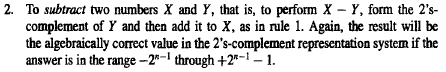 2. To subtract two numbers X and Y, that is, to perform X − Y, form the 2's-
complement of Y and then add it to X, as in rule 1. Again, the result will be
the algebraically correct value in the 2's-complement representation system if the
answer is in the range −2ⁿ⁻¹ through +2ⁿ⁻¹ − 1.